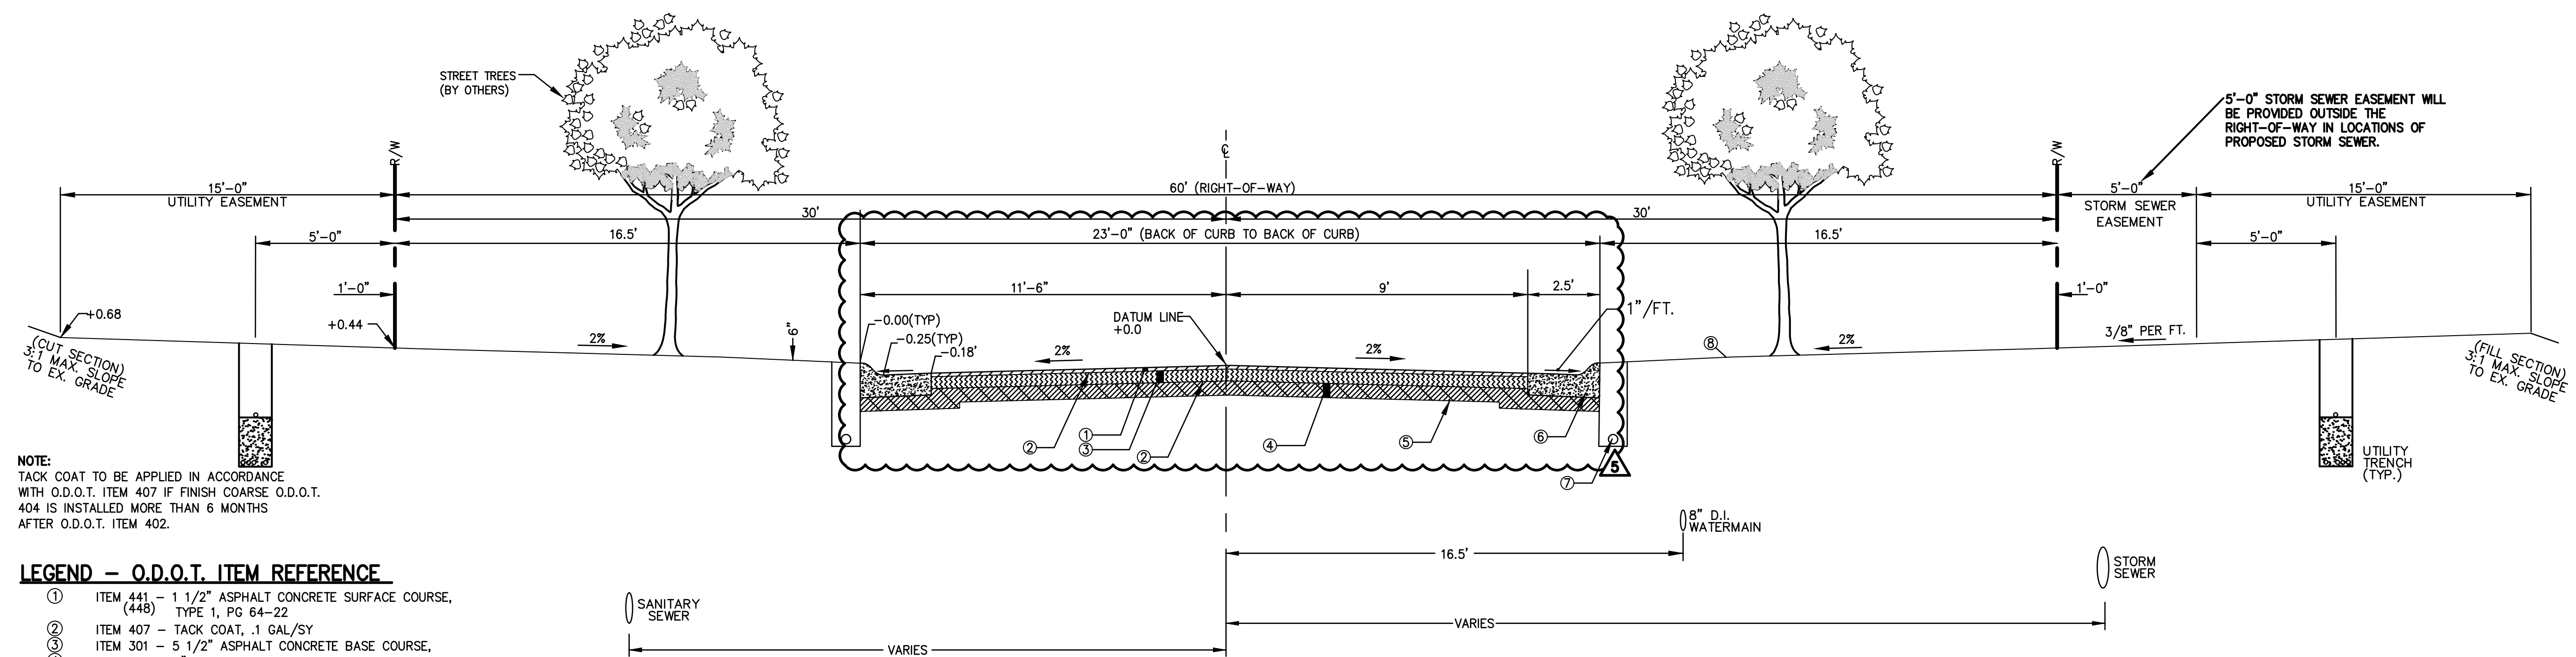 STREET TREES
(BY OTHERS)
5'-0" STORM SEWER EASEMENT WILL
BE PROVIDED OUTSIDE THE
RIGHT-OF-WAY IN LOCATIONS OF
PROPOSED STORM SEWER.
R/W
℄
R/W
15'-0"
UTILITY EASEMENT
60' (RIGHT-OF-WAY)
5'-0"
STORM SEWER
EASEMENT
15'-0"
UTILITY EASEMENT
30'
30'
5'-0"
16.5'
23'-0" (BACK OF CURB TO BACK OF CURB)
16.5'
5'-0"
1'-0"
11'-6"
9'
2.5'
1'-0"
+0.68
+0.44
2%
6"
-0.00(TYP)
-0.25(TYP)
-0.18'
DATUM LINE
+0.0
2%
2%
1"/FT.
⑧
2%
3/8" PER FT.
(CUT SECTION)
3:1 MAX. SLOPE
TO EX. GRADE
(FILL SECTION)
3:1 MAX. SLOPE
TO EX. GRADE
②
①
③
②
④
⑤
⑥
⑦
5
UTILITY
TRENCH
(TYP.)
NOTE:
TACK COAT TO BE APPLIED IN ACCORDANCE
WITH O.D.O.T. ITEM 407 IF FINISH COARSE O.D.O.T.
404 IS INSTALLED MORE THAN 6 MONTHS
AFTER O.D.O.T. ITEM 402.
8" D.I.
WATERMAIN
16.5'
STORM
SEWER
SANITARY
SEWER
VARIES
VARIES
LEGEND - O.D.O.T. ITEM REFERENCE
① ITEM 441 - 1 1/2" ASPHALT CONCRETE SURFACE COURSE,
(448) TYPE 1, PG 64-22
② ITEM 407 - TACK COAT, .1 GAL/SY
③ ITEM 301 - 5 1/2" ASPHALT CONCRETE BASE COURSE,